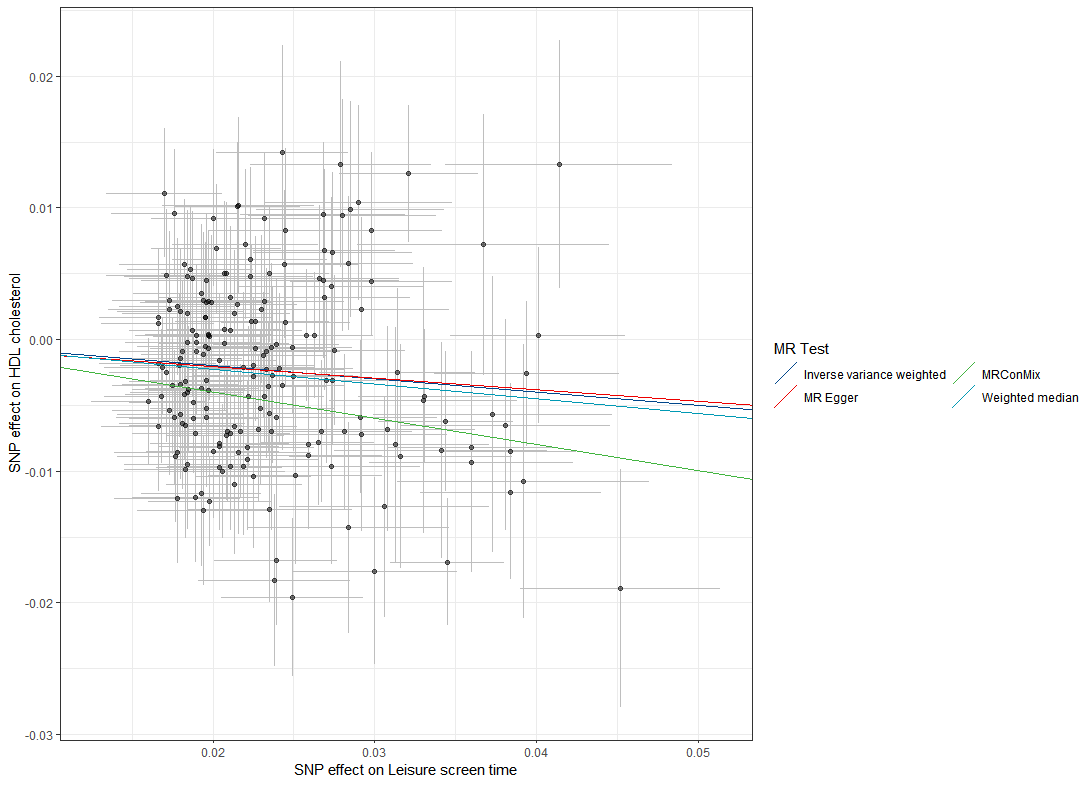 SNP effect on HDL cholesterol
0.02
0.01
0.00
-0.01
-0.02
-0.03
0.02 0.03 0.04 0.05
SNP effect on Leisure screen time
MR Test
Inverse variance weighted MRConMix
MR Egger Weighted median